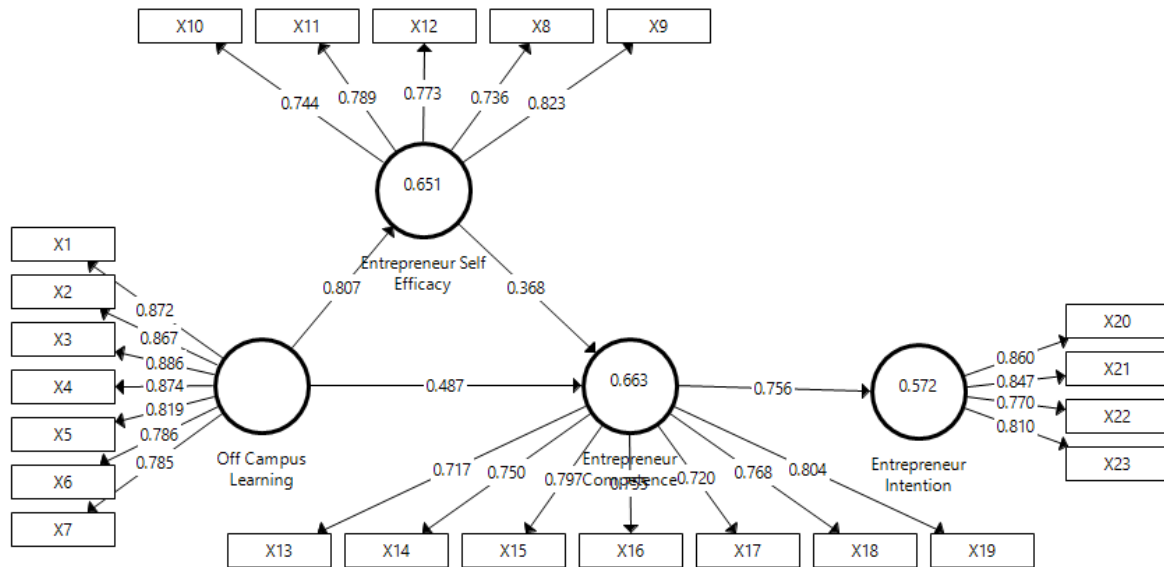 X10 X11 X12 X8 X9
0.744 0.789 0.773 0.736 0.823
0.651
Entrepreneur Self
Efficacy
X1
X2
X3
X4
X5
X6
X7
0.872
0.867
0.886
0.874
0.819
0.786
0.785
Off Campus
Learning
0.807
0.368
0.487
0.663
Entrepreneur
Competence
0.756
0.572
Entrepreneur
Intention
0.860
0.847
0.770
0.810
X20
X21
X22
X23
0.717 0.750 0.797 0.720 0.768 0.804
X13 X14 X15 X16 X17 X18 X19